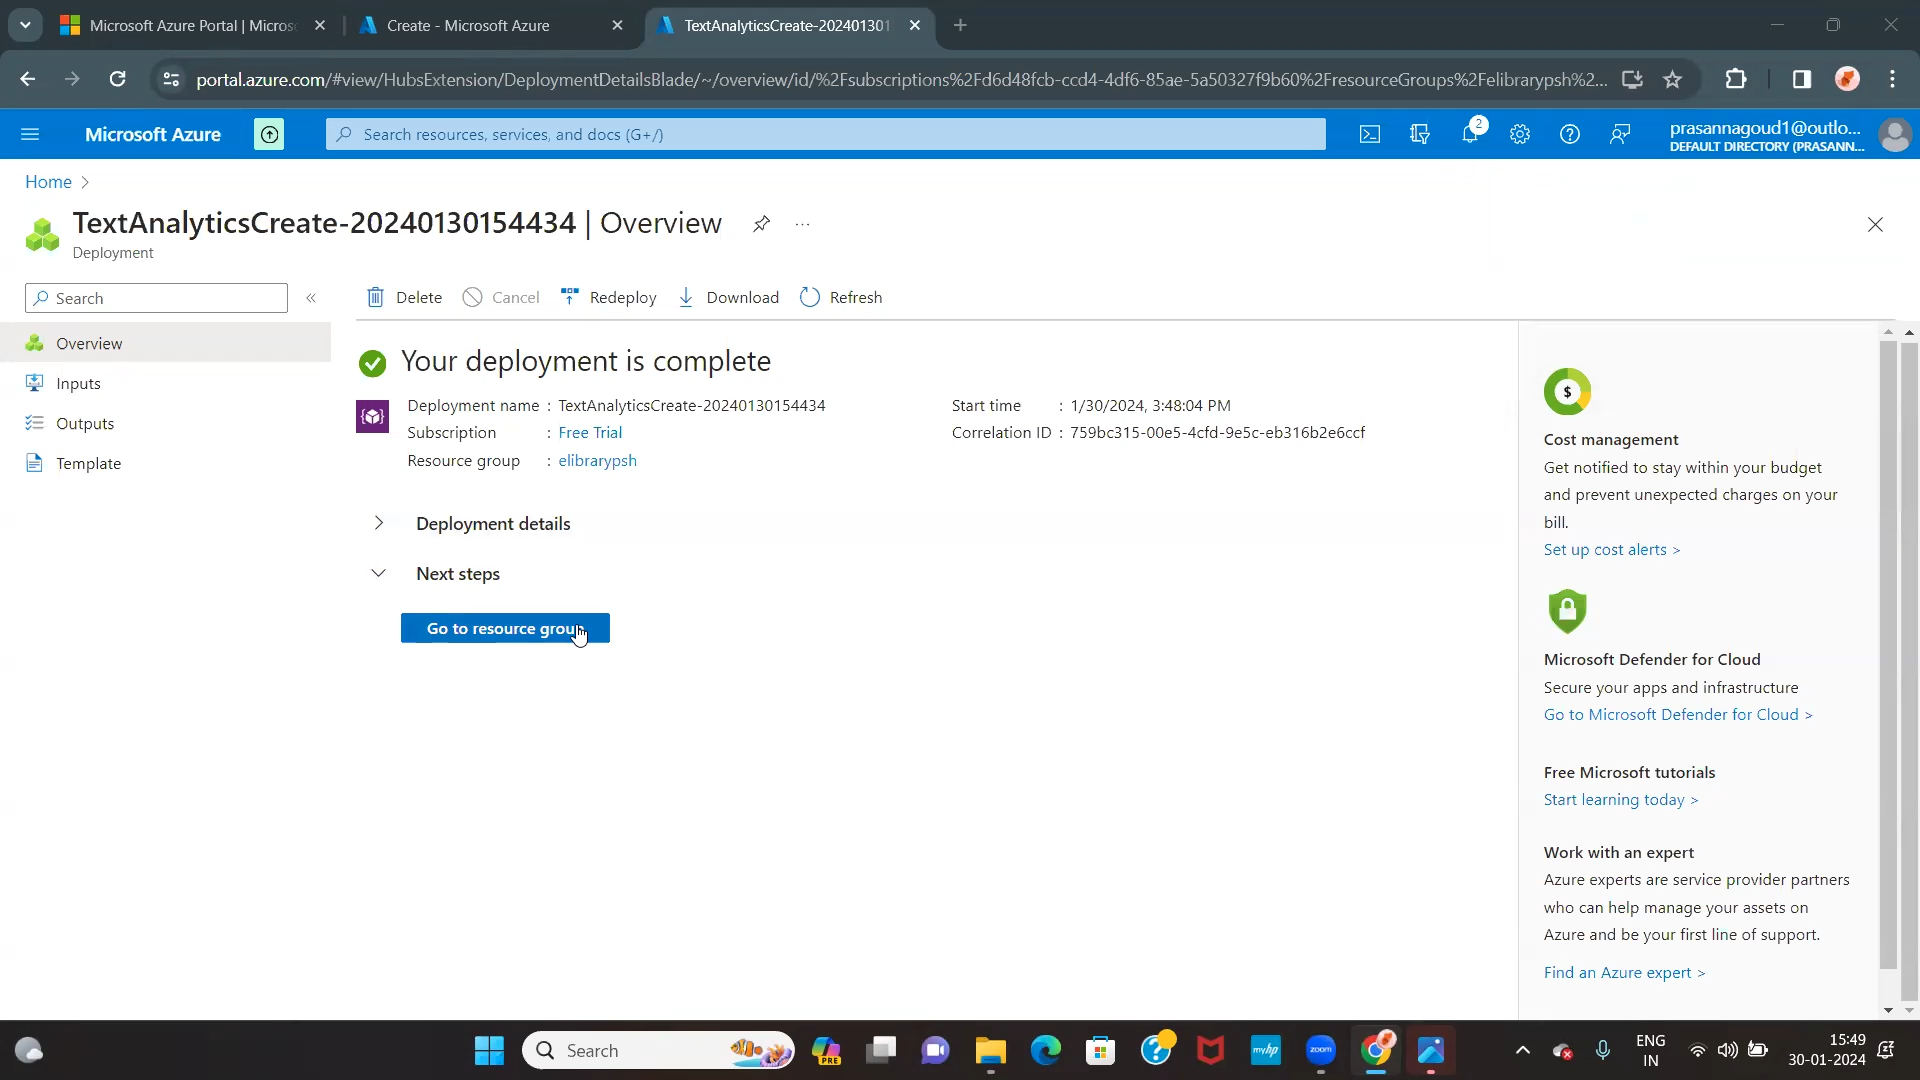 Microsoft Azure Portal | Micros
Create - Microsoft Azure
TextAnalyticsCreate-202401301
portal.azure.com/#view/HubsExtension/DeploymentDetailsBlade/~/overview/id/%2Fsubscriptions%2Fd6d48fcb-ccd4-4df6-85ae-5a50327f9b60%2FresourceGroups%2Felibrarypsh%2...
Microsoft Azure
Search resources, services, and docs (G+/)
2
prasannagoud1@outlo...
DEFAULT DIRECTORY (PRASANN...
Home >
TextAnalyticsCreate-20240130154434 | Overview
Deployment
Search
Overview
Inputs
Outputs
Template
Delete
Cancel
Redeploy
Download
Refresh
Your deployment is complete
Deployment name : TextAnalyticsCreate-20240130154434
Subscription : Free Trial
Resource group : elibrarypsh
Start time : 1/30/2024, 3:48:04 PM
Correlation ID : 759bc315-00e5-4cfd-9e5c-eb316b2e6ccf
Deployment details
Next steps
Go to resource group
$
Cost management
Get notified to stay within your budget
and prevent unexpected charges on your
bill.
Set up cost alerts >
Microsoft Defender for Cloud
Secure your apps and infrastructure
Go to Microsoft Defender for Cloud >
Free Microsoft tutorials
Start learning today >
Work with an expert
Azure experts are service provider partners
who can help manage your assets on
Azure and be your first line of support.
Find an Azure expert >
Search
PRE
myhp
zoom
ENG
IN
15:49
30-01-2024